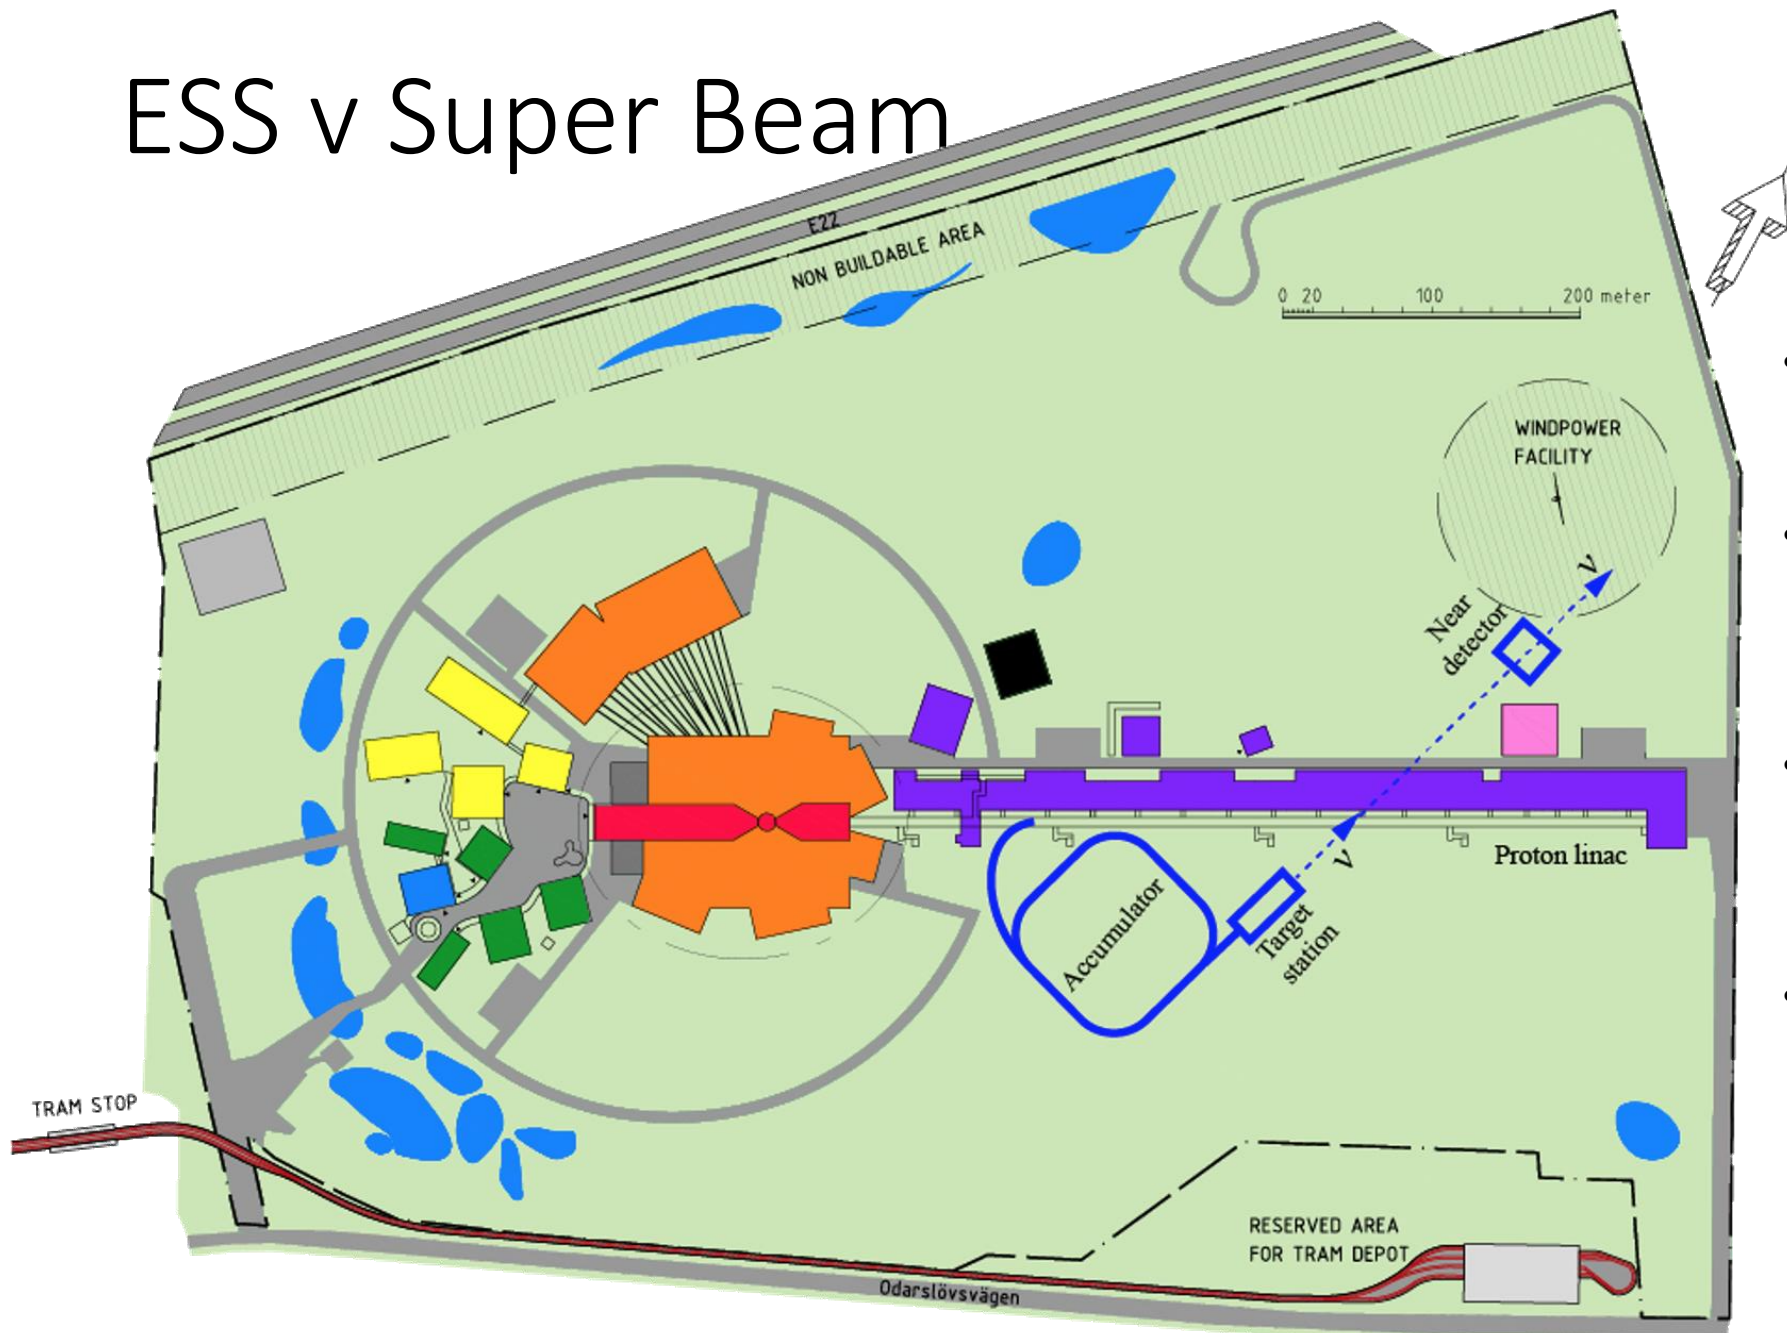 ESS v Super Beam
E22
NON BUILDABLE AREA
0 20 100 200 meter
WINDPOWER
FACILITY
ν
Near
detector
Proton linac
ν
Accumulator
Target
station
TRAM STOP
RESERVED AREA
FOR TRAM DEPOT
Odarslövsvägen